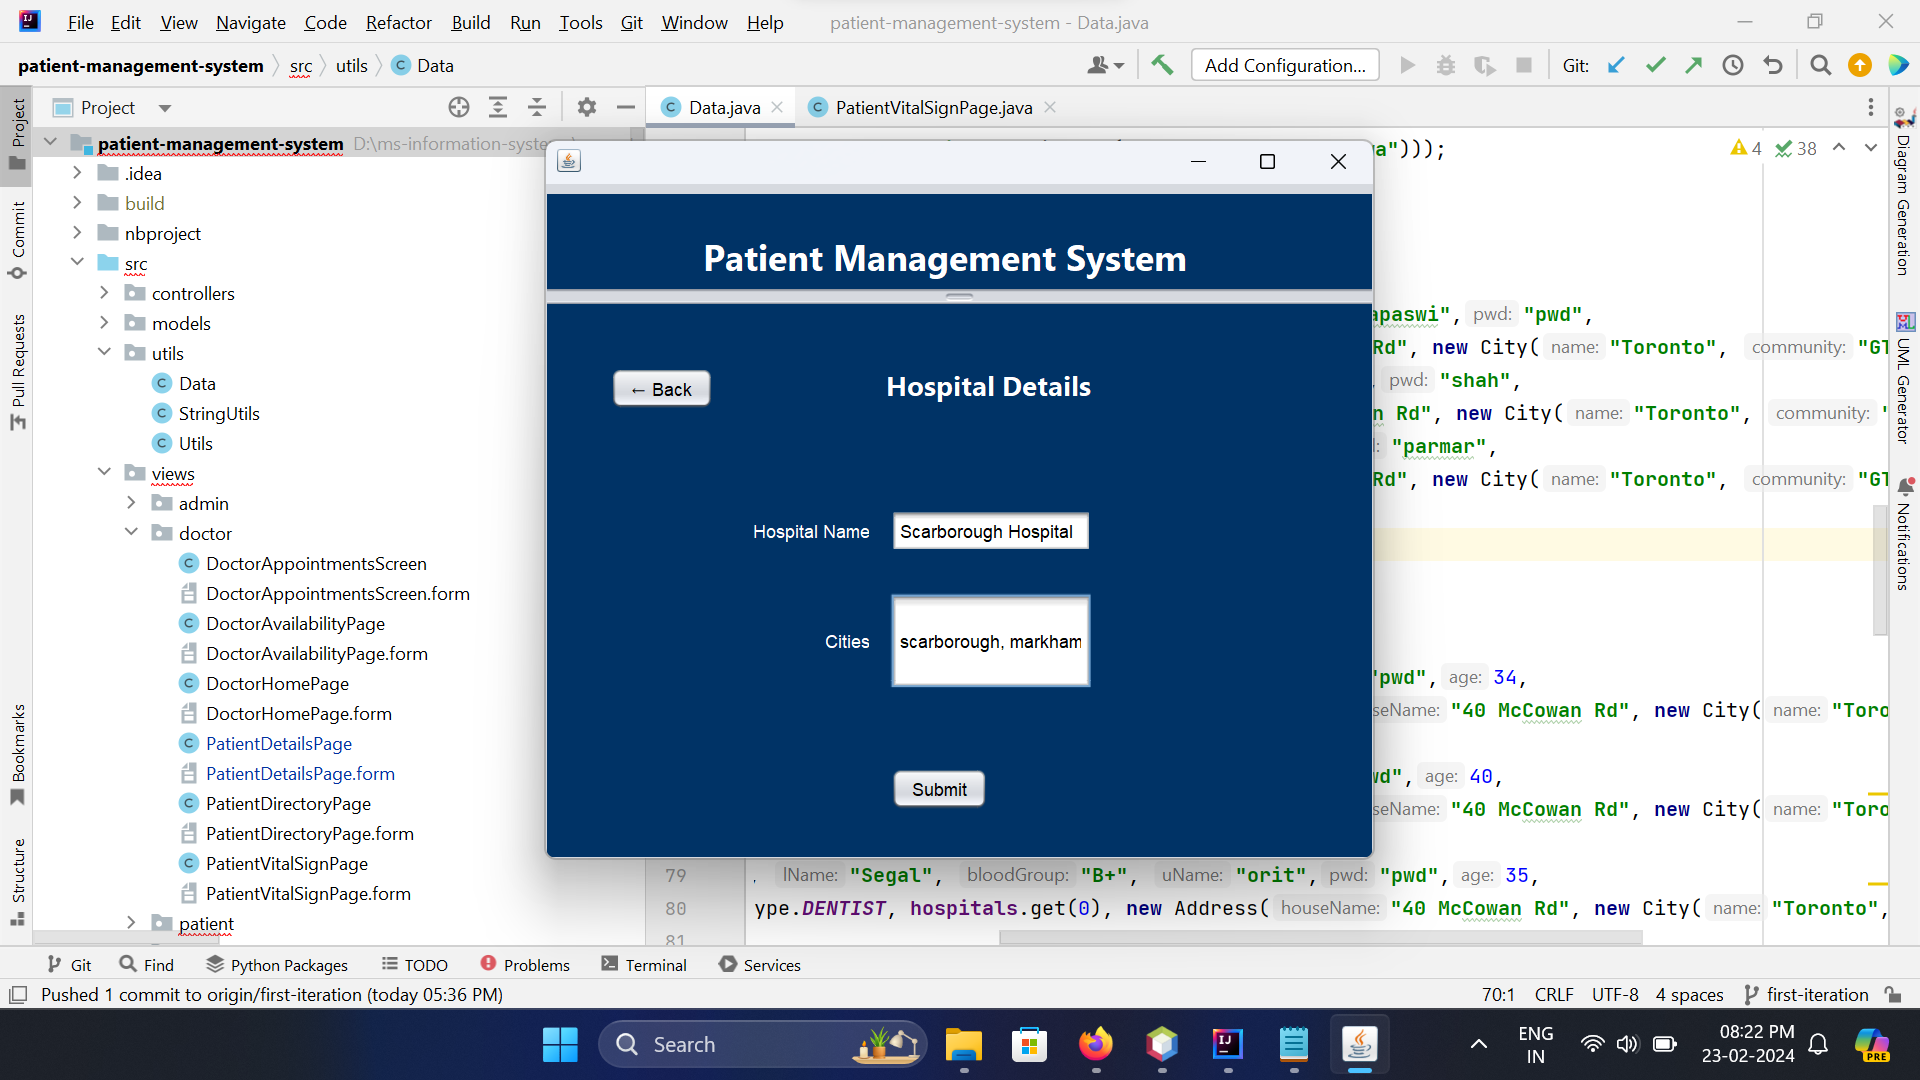 File Edit View Navigate Code Refactor Build Run Tools Git Window Help patient-management-system - Data.java
patient-management-system src utils Data
Add Configuration...
Git:
Project
Data.java PatientVitalSignPage.java
patient-management-system D:\ms-information-syste
.idea
build
nbproject
src
controllers
models
utils
Data
StringUtils
Utils
views
admin
doctor
DoctorAppointmentsScreen
DoctorAppointmentsScreen.form
DoctorAvailabilityPage
DoctorAvailabilityPage.form
DoctorHomePage
DoctorHomePage.form
PatientDetailsPage
PatientDetailsPage.form
PatientDirectoryPage
PatientDirectoryPage.form
PatientVitalSignPage
PatientVitalSignPage.form
patient
Project
Commit
Pull Requests
Bookmarks
Structure
Patient Management System
← Back
Hospital Details
Hospital Name Scarborough Hospital
Cities scarborough, markham
Submit
a")));
4 38
apaswi", pwd: "pwd",
Rd", new City( name: "Toronto", community: "GT
pwd: "shah",
n Rd", new City( name: "Toronto", community: "
: "parmar",
Rd", new City( name: "Toronto", community: "GT
"pwd", age: 34,
seName: "40 McCowan Rd", new City( name: "Toro
wd", age: 40,
seName: "40 McCowan Rd", new City( name: "Toro
79 , lName: "Segal", bloodGroup: "B+", uName: "orit", pwd: "pwd", age: 35,
80 ype.DENTIST, hospitals.get(0), new Address( houseName: "40 McCowan Rd", new City( name: "Toronto",
81
Diagram Generation
UML Generator
Notifications
Git Find Python Packages TODO Problems Terminal Services
Pushed 1 commit to origin/first-iteration (today 05:36 PM)
70:1 CRLF UTF-8 4 spaces first-iteration
Search
ENG
IN
08:22 PM
23-02-2024
PRE